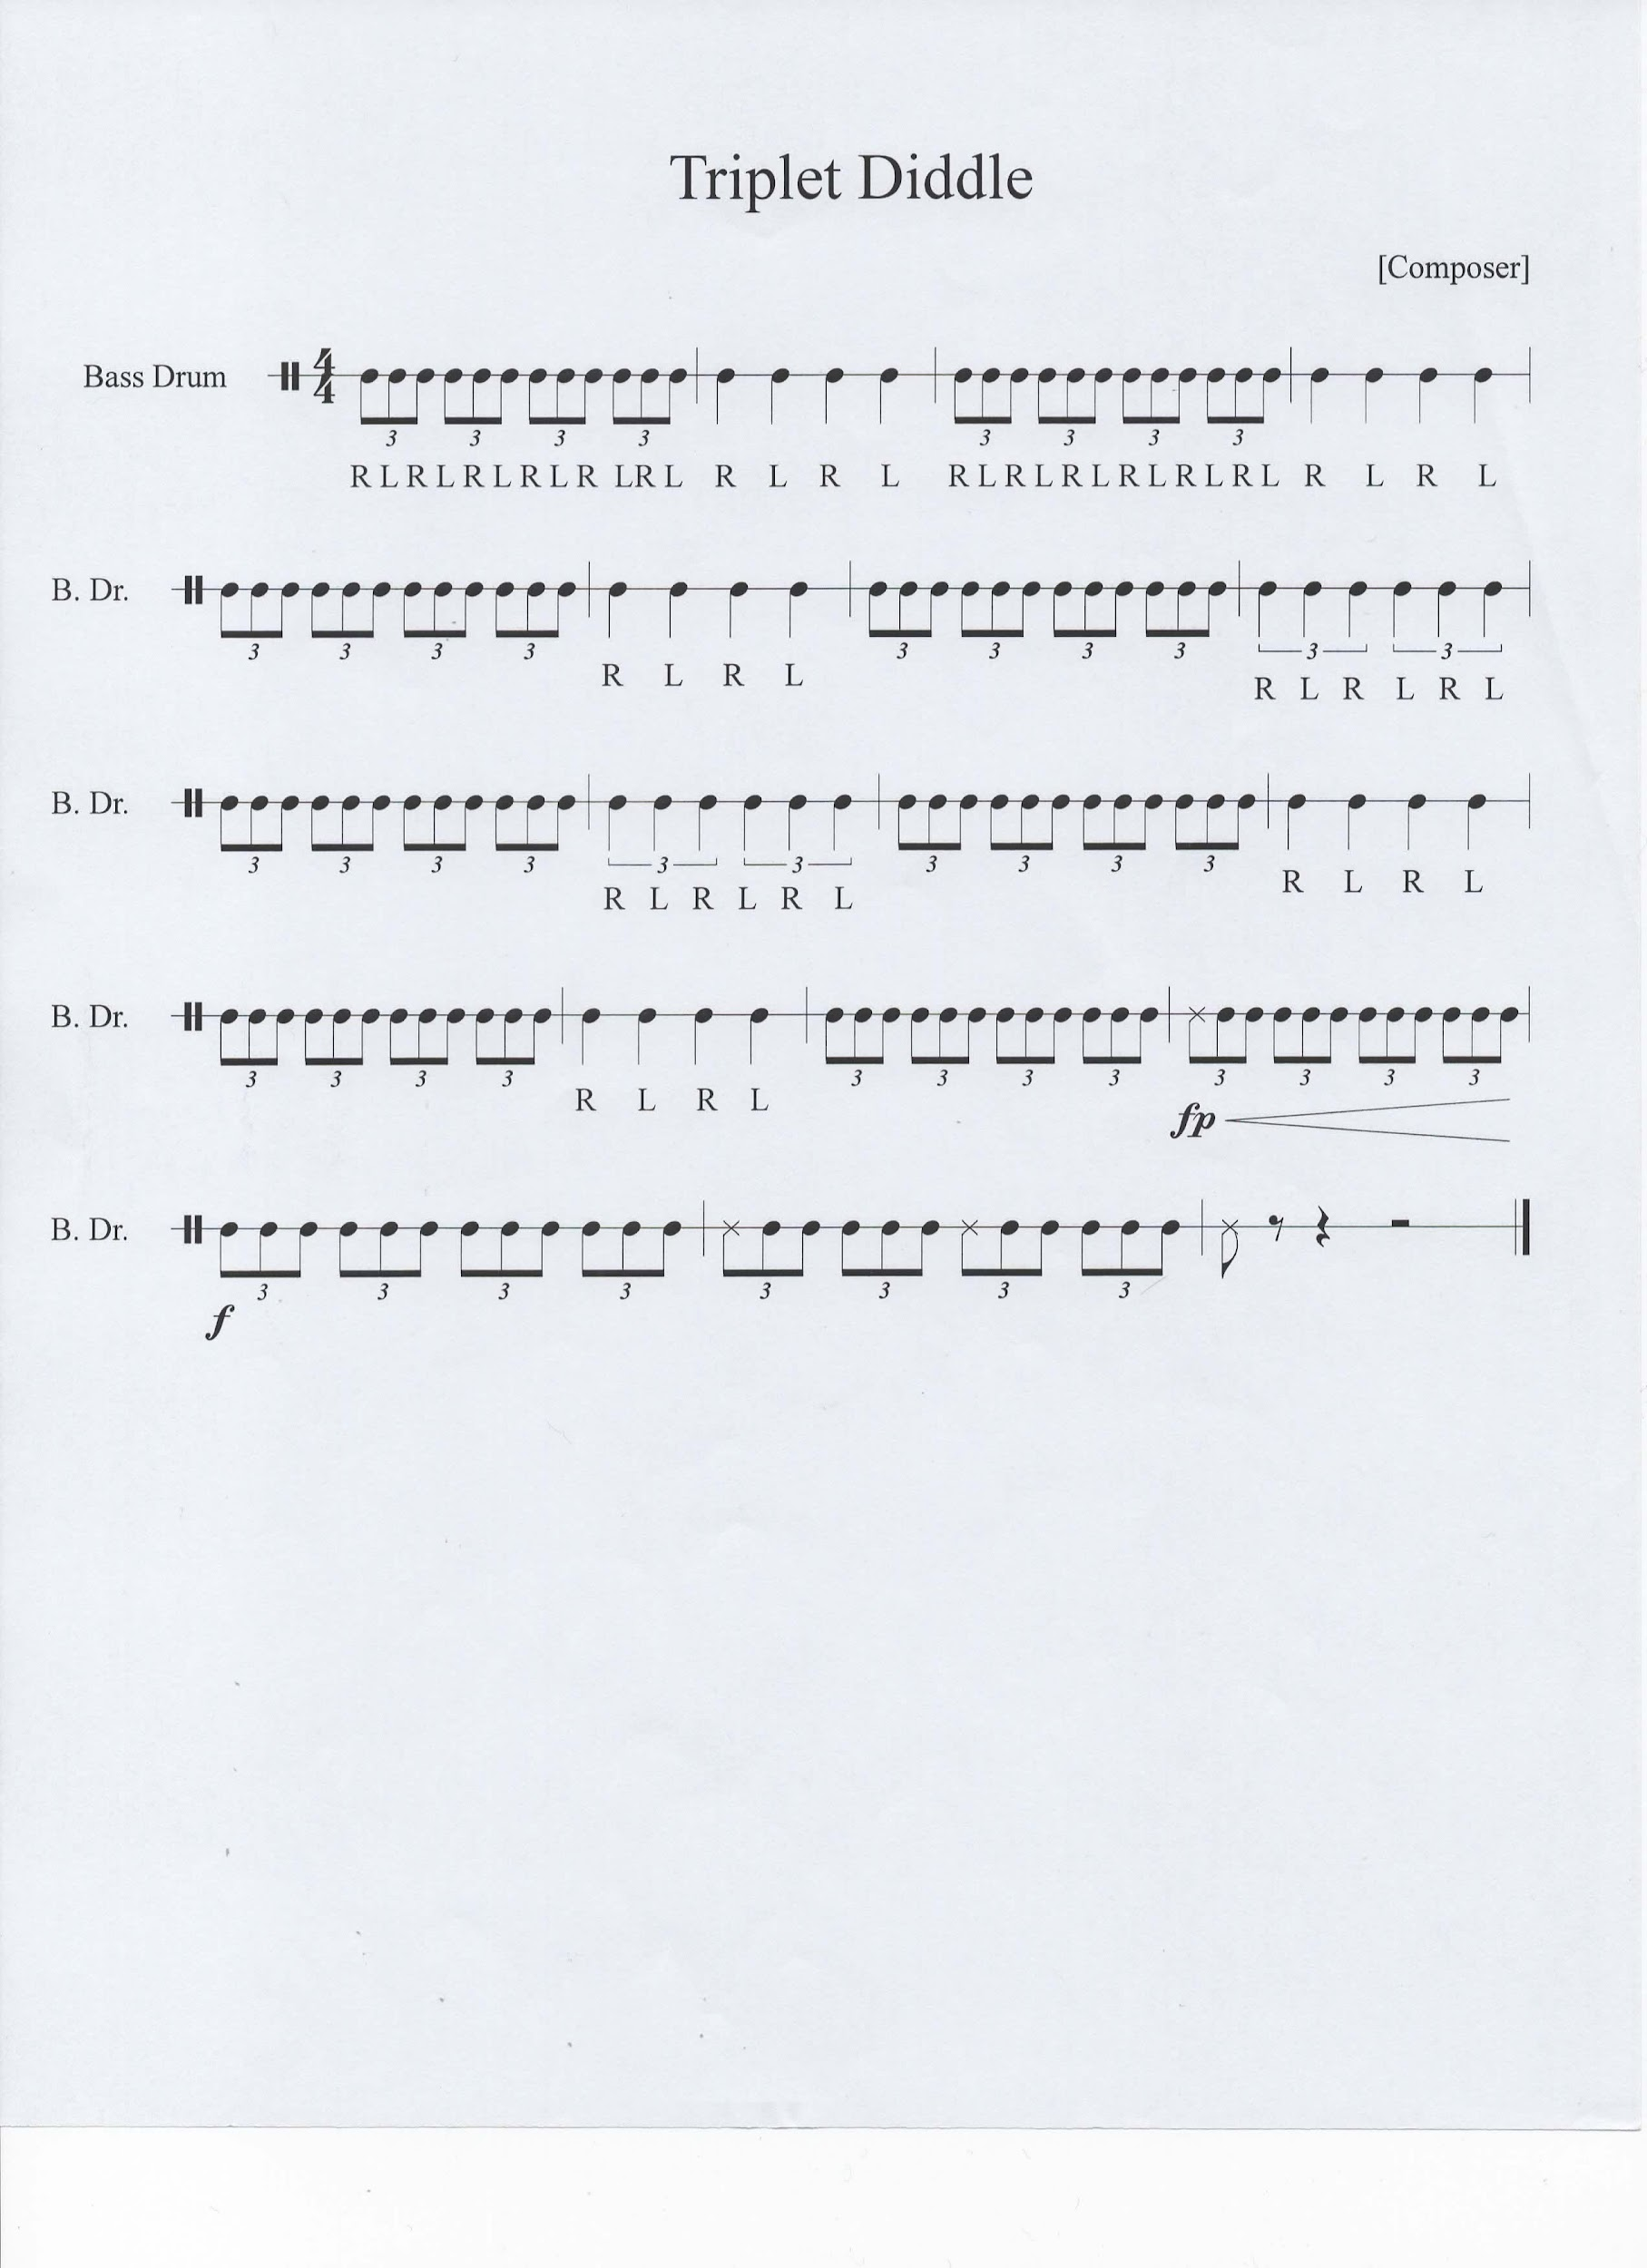 Triplet Diddle
[Composer]
Bass Drum 4 4
3 3 3 3 3 3 3 3
R L R L R L R L R L R L R L R L R L R L R L R L R L R L R L R L
B. Dr.
3 3 3 3 3 3 3 3 3 3
R L R L R L R L R L
B. Dr.
3 3 3 3 3 3 3 3 3 3
R L R L R L R L R L
B. Dr.
3 3 3 3 3 3 3 3 3 3 3 3
R L R L fp
B. Dr.
3 3 3 3 3 3 3 3
f